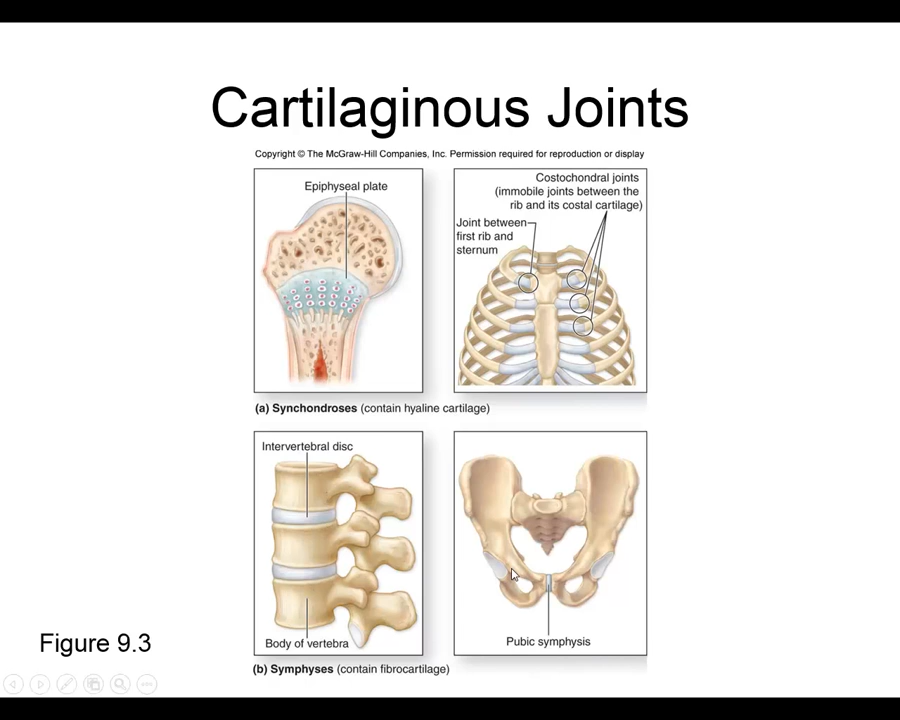 Cartilaginous Joints
Copyright © The McGraw-Hill Companies, Inc. Permission required for reproduction or display
Epiphyseal plate
Costochondral joints
(immobile joints between the
rib and its costal cartilage)
Joint between
first rib and
sternum
(a) Synchondroses (contain hyaline cartilage)
Intervertebral disc
Body of vertebra
Pubic symphysis
(b) Symphyses (contain fibrocartilage)
Figure 9.3